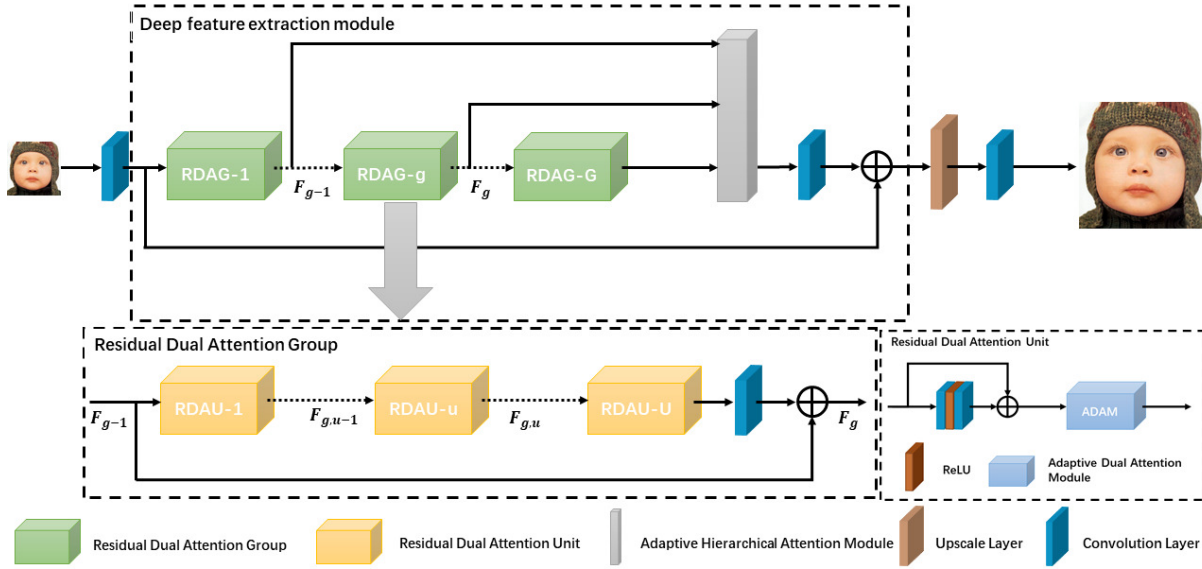 Deep feature extraction module
RDAG-1
RDAG-g
RDAG-G
F_{g-1}
F_g
Residual Dual Attention Group
RDAU-1
RDAU-u
RDAU-U
F_{g-1}
F_{g,u-1}
F_{g,u}
F_g
Residual Dual Attention Unit
ADAM
ReLU
Adaptive Dual Attention
Module
Residual Dual Attention Group
Residual Dual Attention Unit
Adaptive Hierarchical Attention Module
Upscale Layer
Convolution Layer